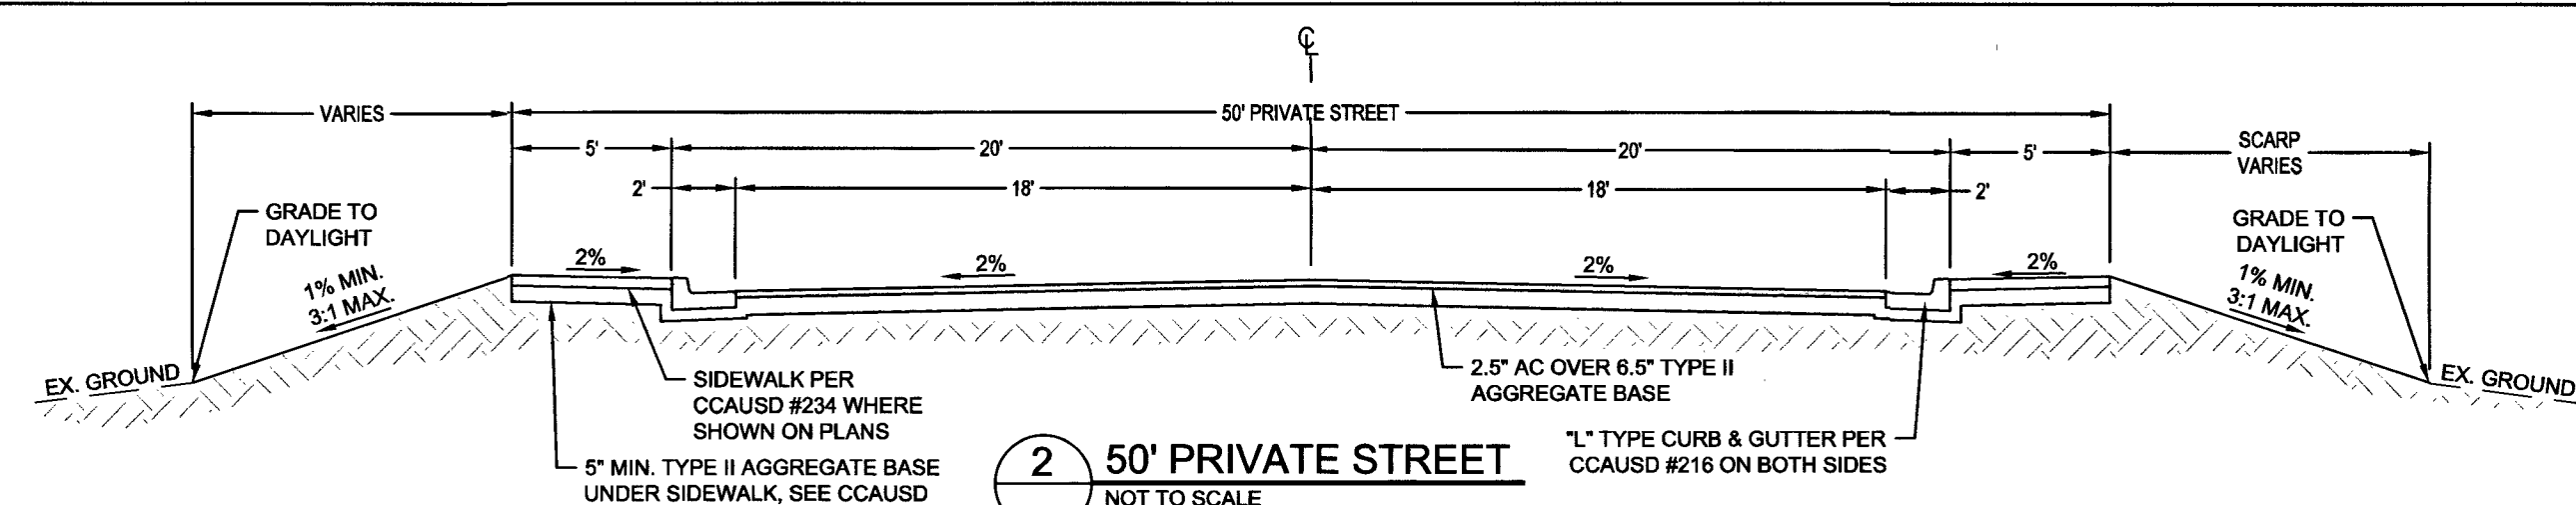 ℄
VARIES
50' PRIVATE STREET
5'
20'
20'
5'
SCARP
VARIES
2'
18'
18'
2'
GRADE TO
DAYLIGHT
GRADE TO
DAYLIGHT
1% MIN.
3:1 MAX.
2%
2%
2%
2%
1% MIN.
3:1 MAX.
EX. GROUND
EX. GROUND
SIDEWALK PER
CCAUSD #234 WHERE
SHOWN ON PLANS
2.5" AC OVER 6.5" TYPE II
AGGREGATE BASE
"L" TYPE CURB & GUTTER PER
CCAUSD #216 ON BOTH SIDES
5" MIN. TYPE II AGGREGATE BASE
UNDER SIDEWALK, SEE CCAUSD
2
50' PRIVATE STREET
NOT TO SCALE